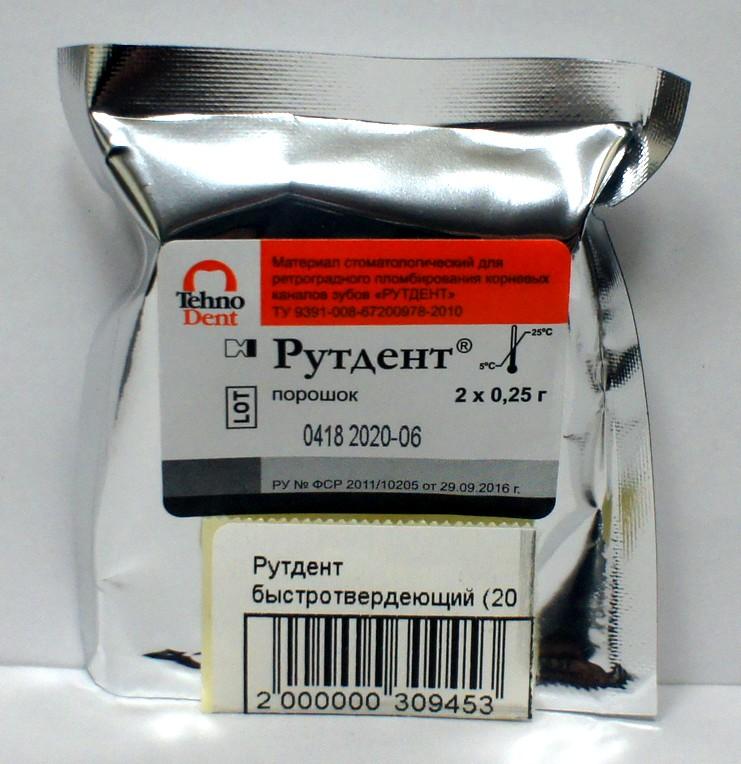 Tehno
Dent
Материал стоматологический для
ретроградного пломбирования корневых
каналов зубов «РУТДЕНТ»
ТУ 9391-008-67200978-2010
Рутдент®
25°C
5°C
порошок
2 x 0,25 г
LOT
0418 2020-06
РУ № ФСР 2011/10205 от 29.09.2016 г.
Рутдент
быстротвердеющий (20
2 000000 309453